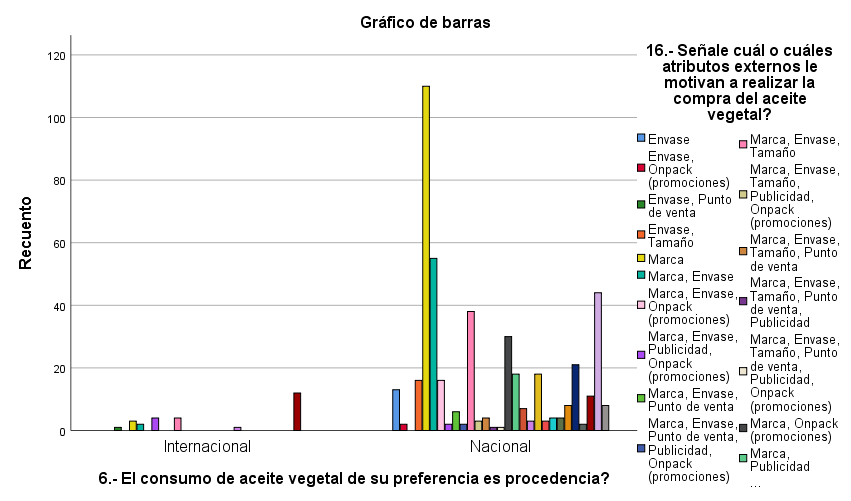 Gráfico de barras
120
100
80
60
40
20
0
Recuento
Internacional
Nacional
6.- El consumo de aceite vegetal de su preferencia es procedencia?
16.- Señale cuál o cuáles
atributos externos le
motivan a realizar la
compra del aceite
vegetal?
Envase
Envase,
Onpack
(promociones)
Envase, Punto
de venta
Envase,
Tamaño
Marca
Marca, Envase
Marca, Envase,
Onpack
(promociones)
Marca, Envase,
Publicidad,
Onpack
(promociones)
Marca, Envase,
Punto de venta
Marca, Envase,
Punto de venta,
Publicidad,
Onpack
(promociones)
Marca, Envase,
Tamaño
Marca, Envase,
Tamaño,
Publicidad,
Onpack
(promociones)
Marca, Envase,
Tamaño, Punto
de venta
Marca, Envase,
Tamaño, Punto
de venta,
Publicidad
Marca, Envase,
Tamaño, Punto
de venta,
Publicidad,
Onpack
(promociones)
Marca, Onpack
(promociones)
Marca,
Publicidad
...